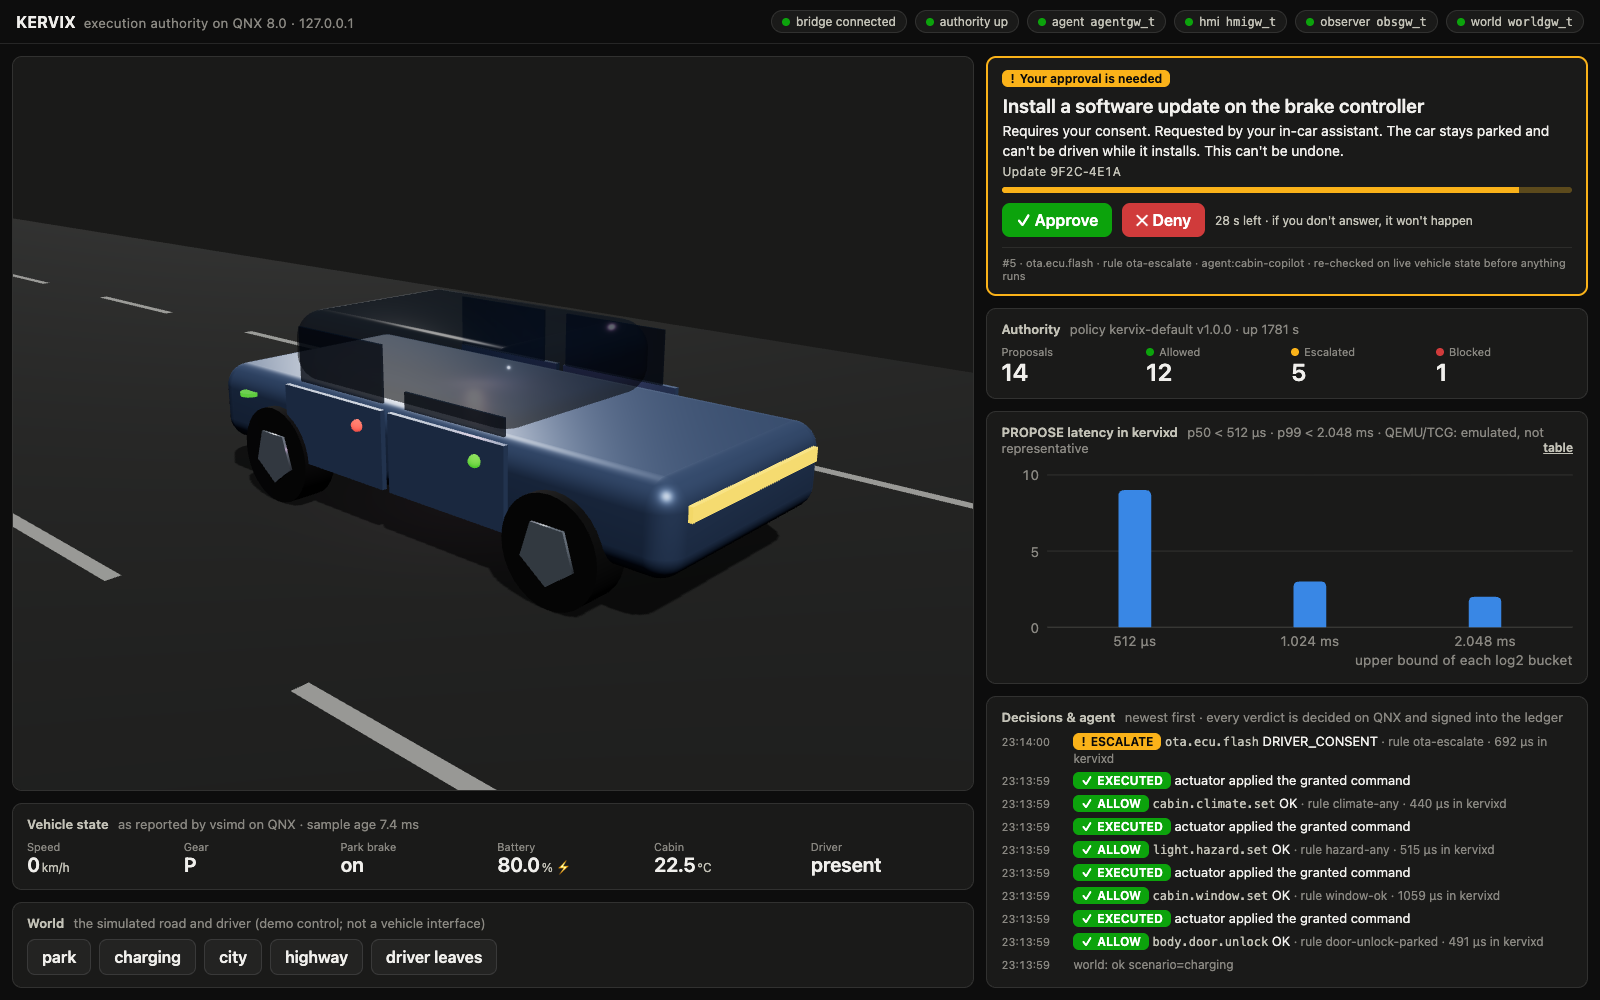 KERVIX execution authority on QNX 8.0 · 127.0.0.1
bridge connected
authority up
agent agentgw_t
hmi hmigw_t
observer obsgw_t
world worldgw_t
! Your approval is needed
Install a software update on the brake controller
Requires your consent. Requested by your in-car assistant. The car stays parked and
can't be driven while it installs. This can't be undone.
Update 9F2C-4E1A
✓ Approve
✕ Deny
28 s left · if you don't answer, it won't happen
#5 · ota.ecu.flash · rule ota-escalate · agent:cabin-copilot · re-checked on live vehicle state before anything
runs
Authority policy kervix-default v1.0.0 · up 1781 s
Proposals
14
Allowed
12
Escalated
5
Blocked
1
PROPOSE latency in kervixd p50 < 512 µs · p99 < 2.048 ms · QEMU/TCG: emulated, not
representative
table
10
5
0
512 µs
1.024 ms
2.048 ms
upper bound of each log2 bucket
Decisions & agent newest first · every verdict is decided on QNX and signed into the ledger
23:14:00 ! ESCALATE ota.ecu.flash DRIVER_CONSENT · rule ota-escalate · 692 µs in
kervixd
23:13:59 ✓ EXECUTED actuator applied the granted command
23:13:59 ✓ ALLOW cabin.climate.set OK · rule climate-any · 440 µs in kervixd
23:13:59 ✓ EXECUTED actuator applied the granted command
23:13:59 ✓ ALLOW light.hazard.set OK · rule hazard-any · 515 µs in kervixd
23:13:59 ✓ EXECUTED actuator applied the granted command
23:13:59 ✓ ALLOW cabin.window.set OK · rule window-ok · 1059 µs in kervixd
23:13:59 ✓ EXECUTED actuator applied the granted command
23:13:59 ✓ ALLOW body.door.unlock OK · rule door-unlock-parked · 491 µs in kervixd
23:13:59 world: ok scenario=charging
Vehicle state as reported by vsimd on QNX · sample age 7.4 ms
Speed
0 km/h
Gear
P
Park brake
on
Battery
80.0 % ⚡
Cabin
22.5 °C
Driver
present
World the simulated road and driver (demo control; not a vehicle interface)
park
charging
city
highway
driver leaves